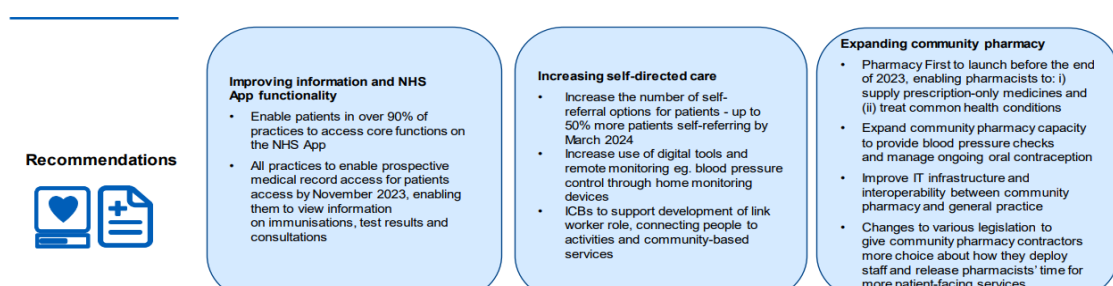 Recommendations
Improving information and NHS
App functionality
• Enable patients in over 90% of
practices to access core functions on
the NHS App
• All practices to enable prospective
medical record access for patients
access by November 2023, enabling
them to view information
on immunisations, test results and
consultations
Increasing self-directed care
• Increase the number of self-
referral options for patients - up to
50% more patients self-referring by
March 2024
• Increase use of digital tools and
remote monitoring eg. blood pressure
control through home monitoring
devices
• ICBs to support development of link
worker role, connecting people to
activities and community-based
services
Expanding community pharmacy
• Pharmacy First to launch before the end
of 2023, enabling pharmacists to: i)
supply prescription-only medicines and
(ii) treat common health conditions
• Expand community pharmacy capacity
to provide blood pressure checks
and manage ongoing oral contraception
• Improve IT infrastructure and
interoperability between community
pharmacy and general practice
• Changes to various legislation to
give community pharmacy contractors
more choice about how they deploy
staff and release pharmacists' time for
more patient-facing services